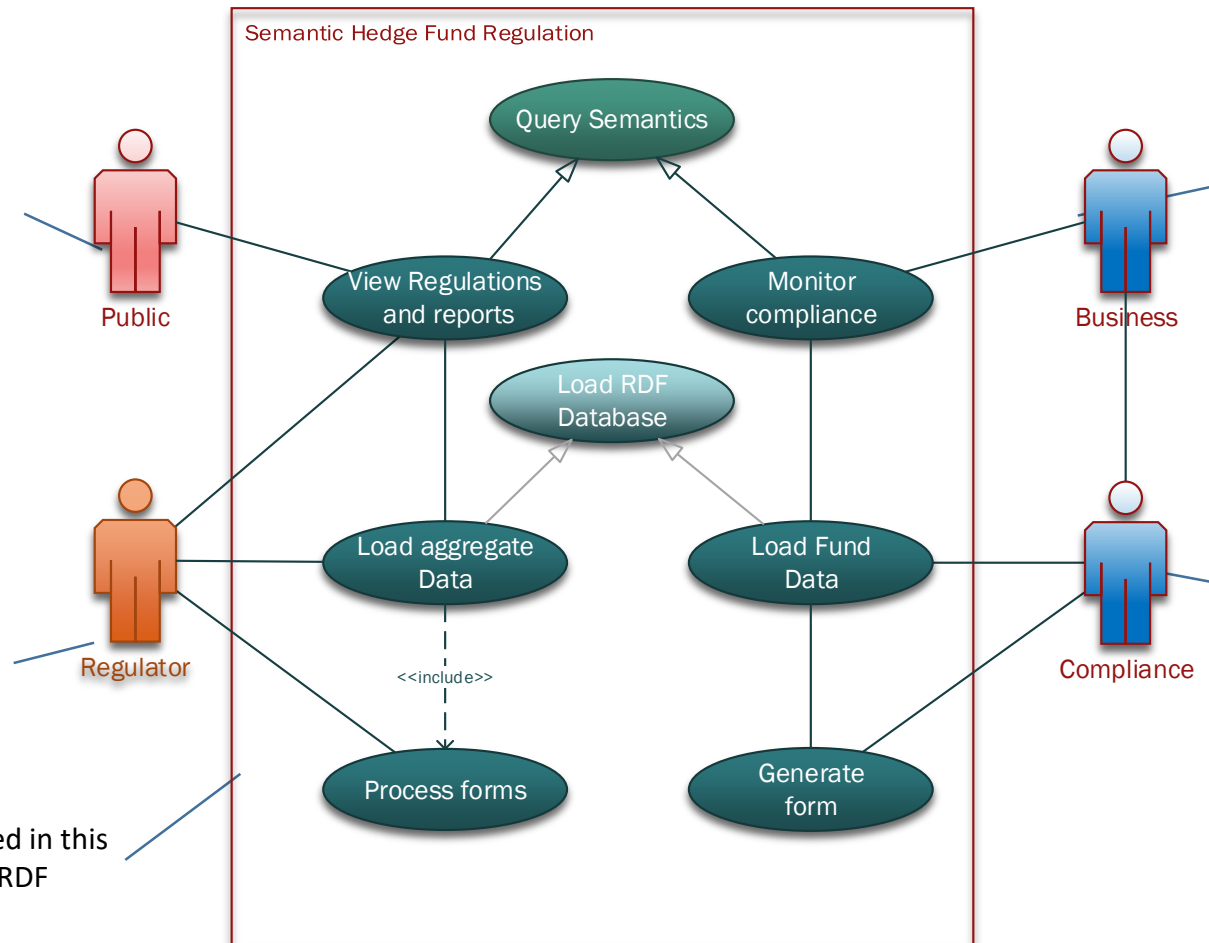 Semantic Hedge Fund Regulation
Query Semantics
View Regulations
and reports
Monitor
compliance
Public
Business
Load RDF
Database
Load aggregate
Data
Load Fund
Data
Regulator
<<include>>
Compliance
Process forms
Generate
form
ed in this
RDF